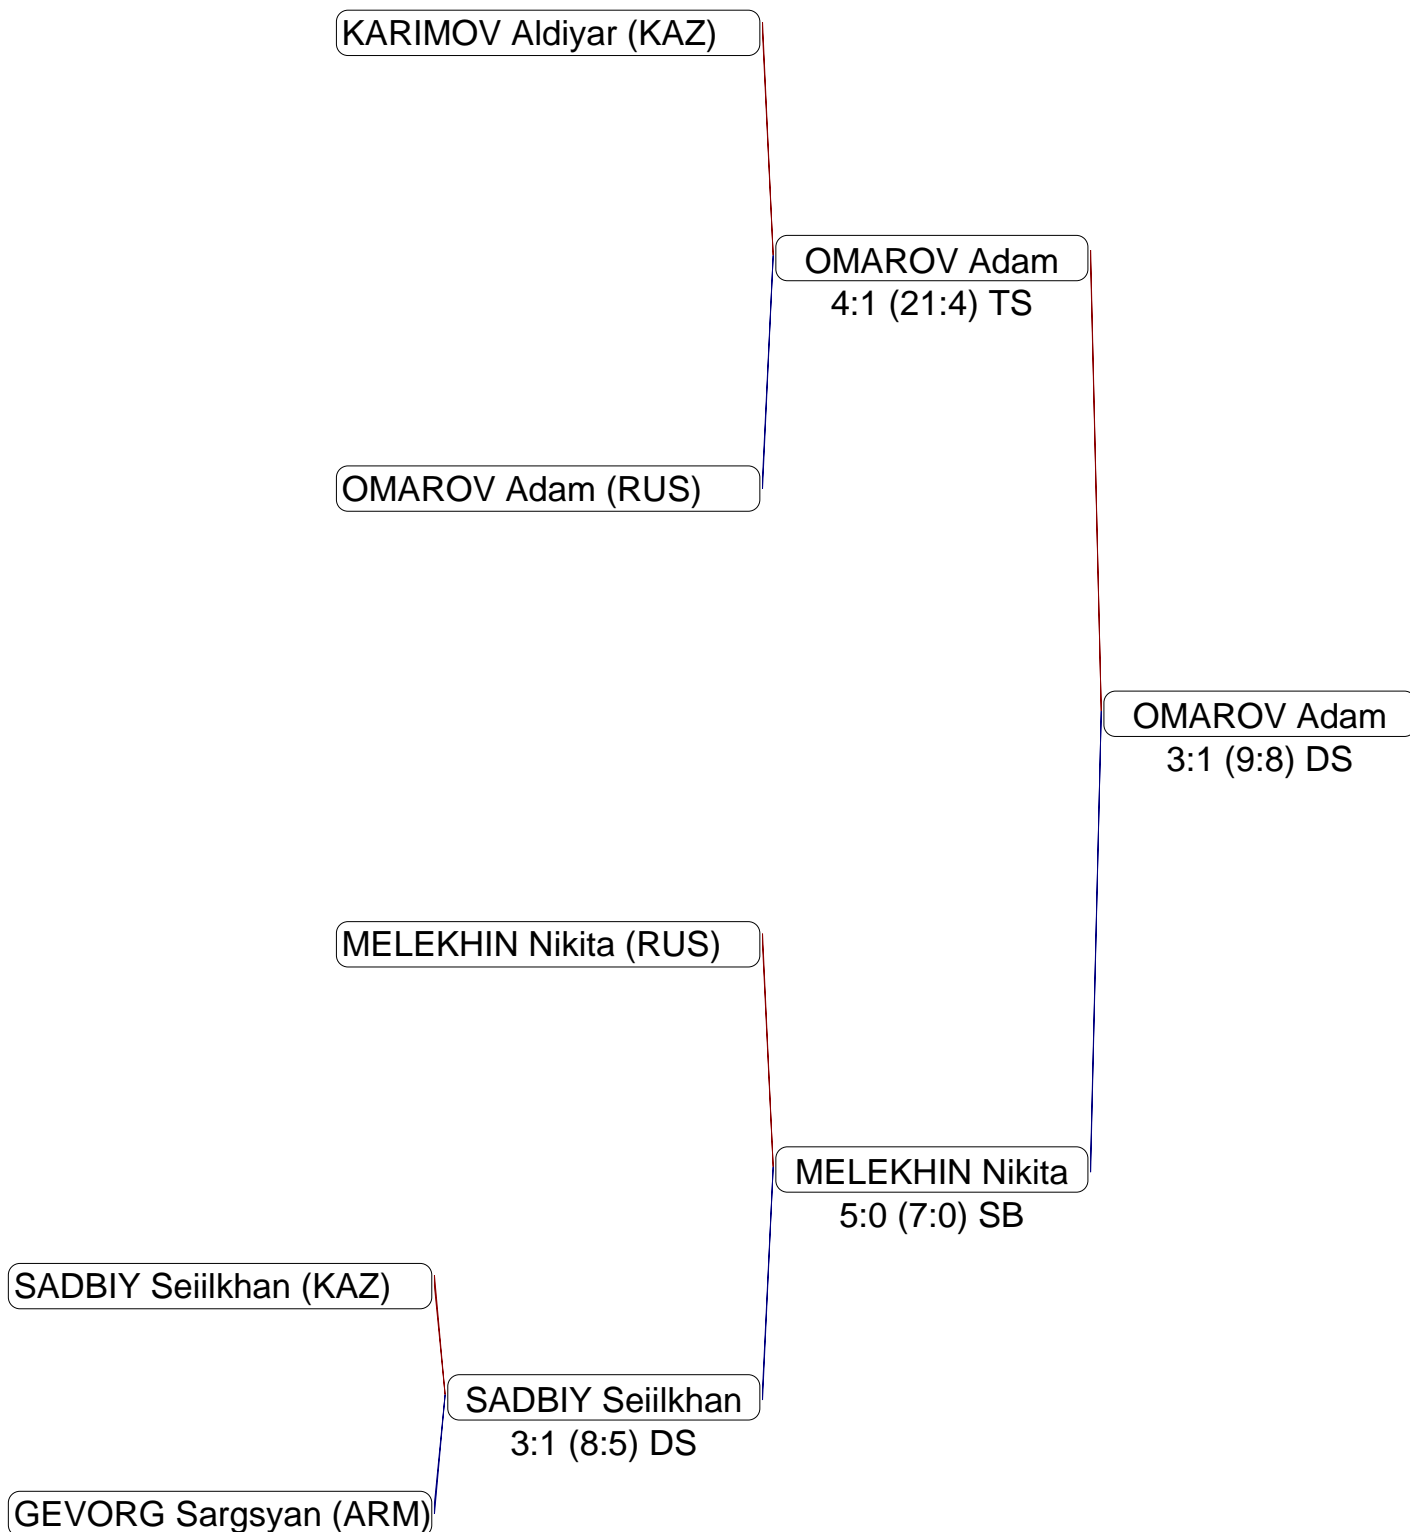 KARIMOV Aldiyar (KAZ)
OMAROV Adam
4:1 (21:4) TS
OMAROV Adam (RUS)
OMAROV Adam
3:1 (9:8) DS
MELEKHIN Nikita (RUS)
MELEKHIN Nikita
5:0 (7:0) SB
SADBIY Seiilkhan (KAZ)
SADBIY Seiilkhan
3:1 (8:5) DS
GEVORG Sargsyan (ARM)